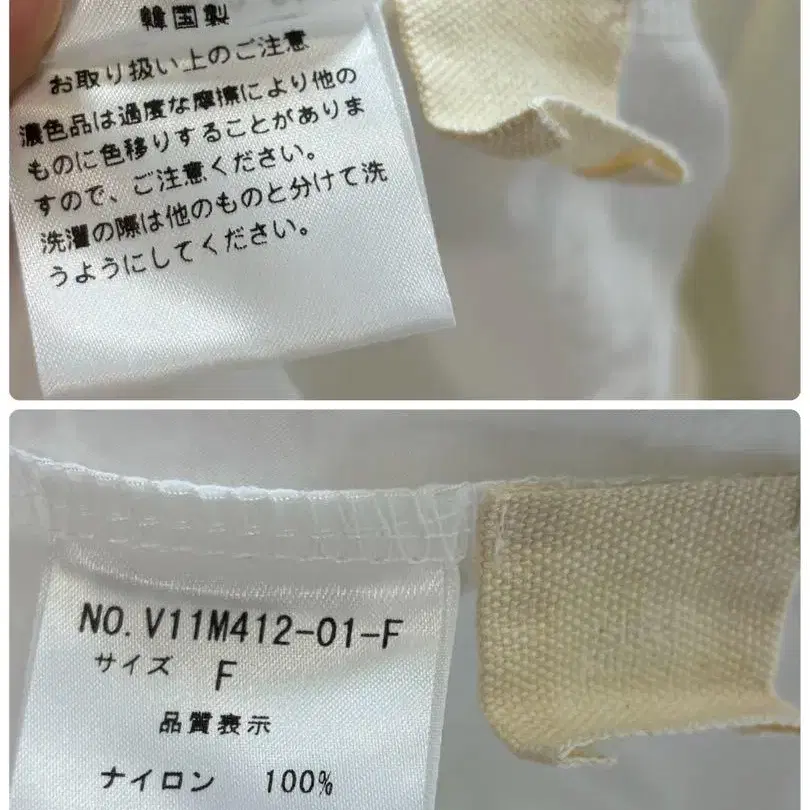 韓国製
お取り扱い上のご注意
濃色品は過度な摩擦により他の
ものに色移りすることがありま
すので、ご注意ください。
洗濯の際は他のものと分けて洗
うようにしてください。
NO. V11M412-01-F
サイズ F
品質表示
ナイロン 100%